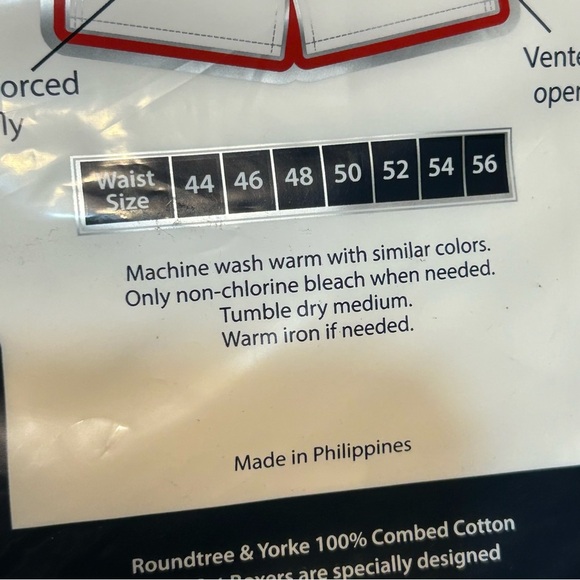 orced
ly
Vente
oper
Waist Size 44 46 48 50 52 54 56
Machine wash warm with similar colors.
Only non-chlorine bleach when needed.
Tumble dry medium.
Warm iron if needed.
Made in Philippines
Roundtree & Yorke 100% Combed Cotton
Boxers are specially designed